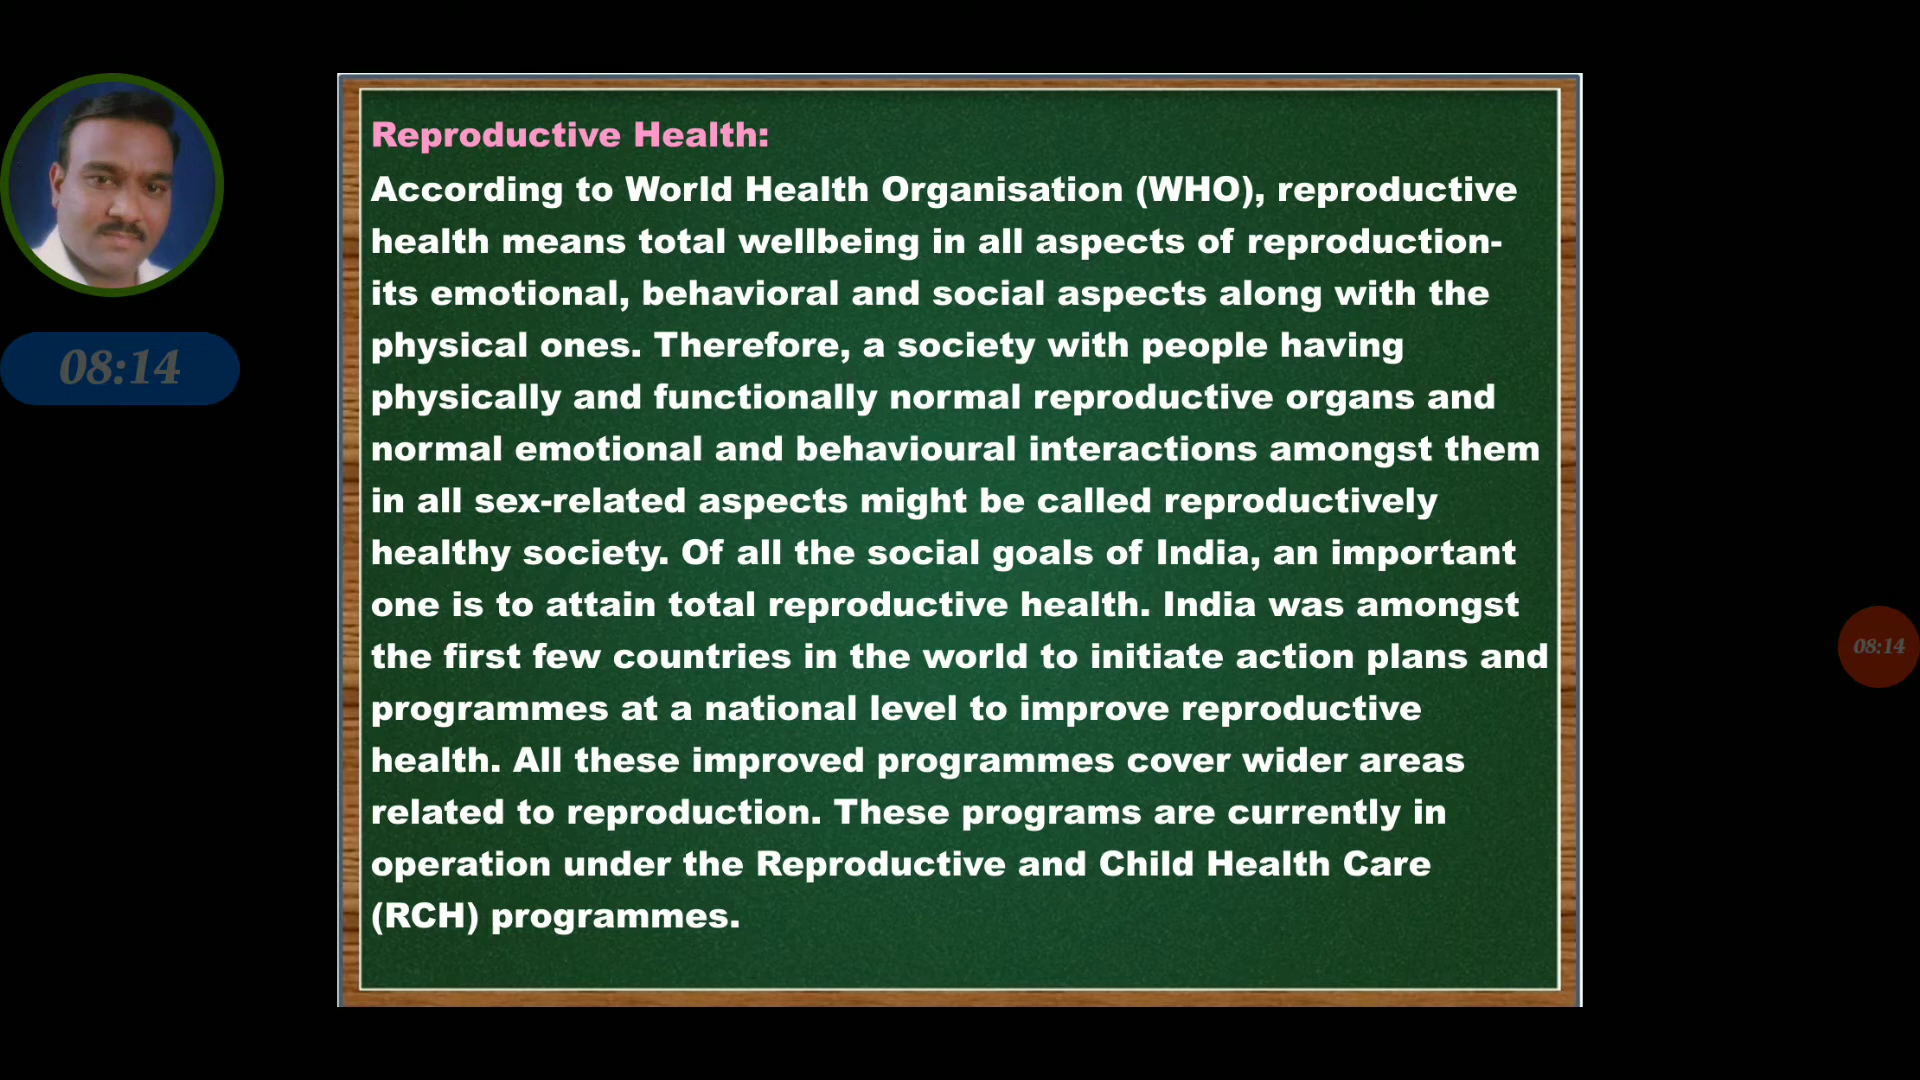 Reproductive Health:
According to World Health Organisation (WHO), reproductive
health means total wellbeing in all aspects of reproduction-
its emotional, behavioral and social aspects along with the
physical ones. Therefore, a society with people having
physically and functionally normal reproductive organs and
normal emotional and behavioural interactions amongst them
in all sex-related aspects might be called reproductively
healthy society. Of all the social goals of India, an important
one is to attain total reproductive health. India was amongst
the first few countries in the world to initiate action plans and
programmes at a national level to improve reproductive
health. All these improved programmes cover wider areas
related to reproduction. These programs are currently in
operation under the Reproductive and Child Health Care
(RCH) programmes.
08:14
08:14